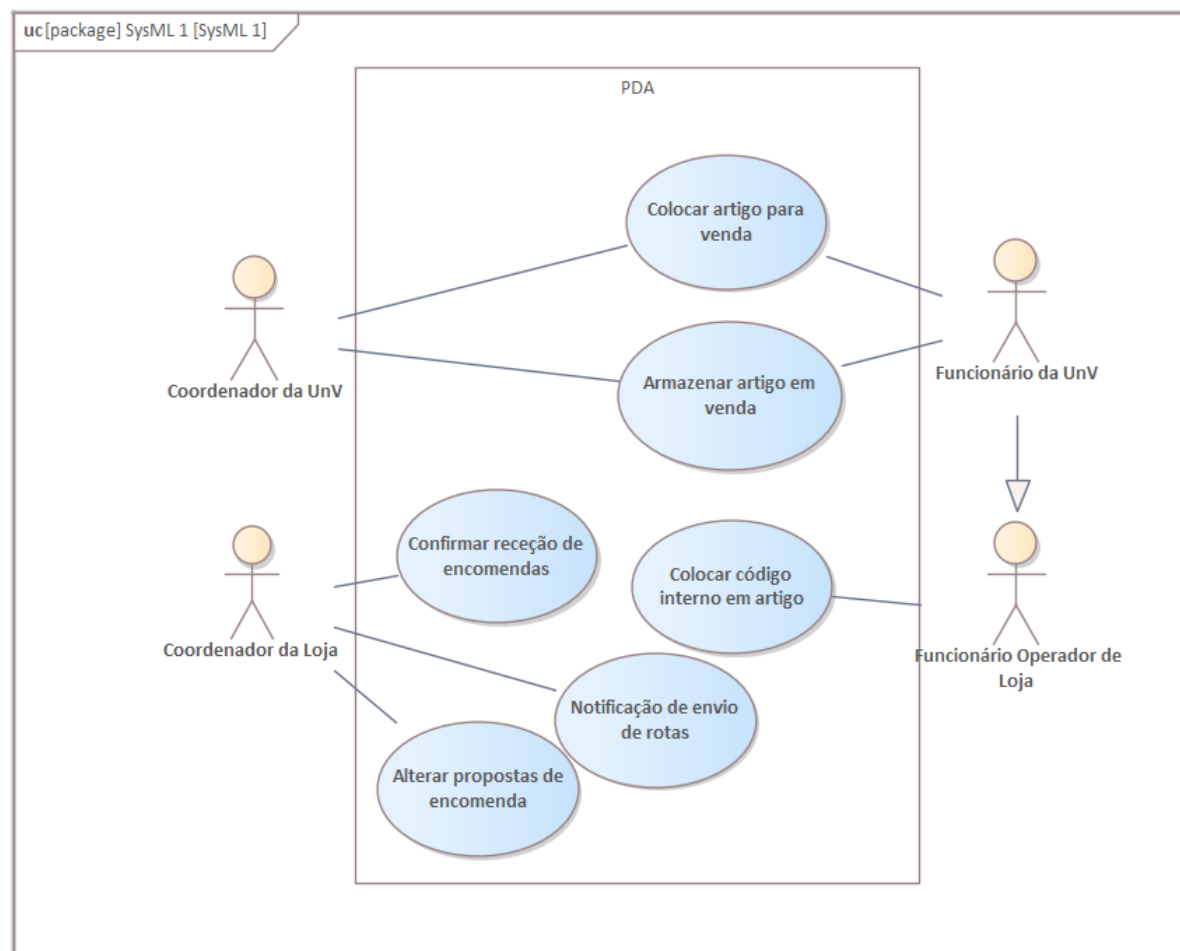 uc [package] SysML 1 [SysML 1]
PDA
Colocar artigo para
venda
Coordenador da UnV
Armazenar artigo em
venda
Funcionário da UnV
Confirmar receção de
encomendas
Colocar código
interno em artigo
Coordenador da Loja
Funcionário Operador de
Loja
Notificação de envio
de rotas
Alterar propostas de
encomenda